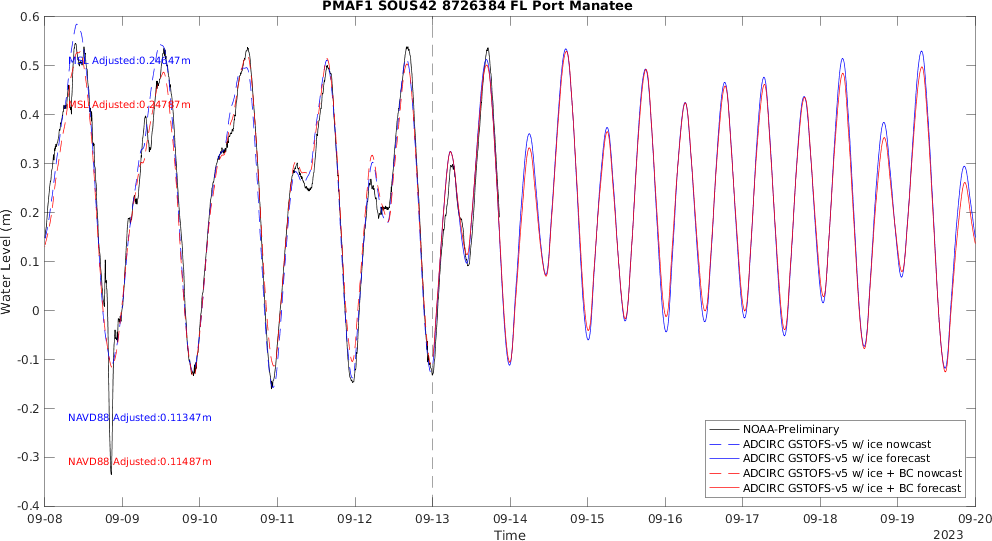 PMAF1 SOUS42 8726384 FL Port Manatee
Water Level (m)
0.6
0.5
0.4
0.3
0.2
0.1
0
-0.1
-0.2
-0.3
-0.4
MSL Adjusted:0.24647m
MSL Adjusted:0.24787m
NAVD88 Adjusted:0.11347m
NAVD88 Adjusted:0.11487m
NOAA-Preliminary
ADCIRC GSTOFS-v5 w/ ice nowcast
ADCIRC GSTOFS-v5 w/ ice forecast
ADCIRC GSTOFS-v5 w/ ice + BC nowcast
ADCIRC GSTOFS-v5 w/ ice + BC forecast
09-08 09-09 09-10 09-11 09-12 09-13 09-14 09-15 09-16 09-17 09-18 09-19 09-20
Time
2023